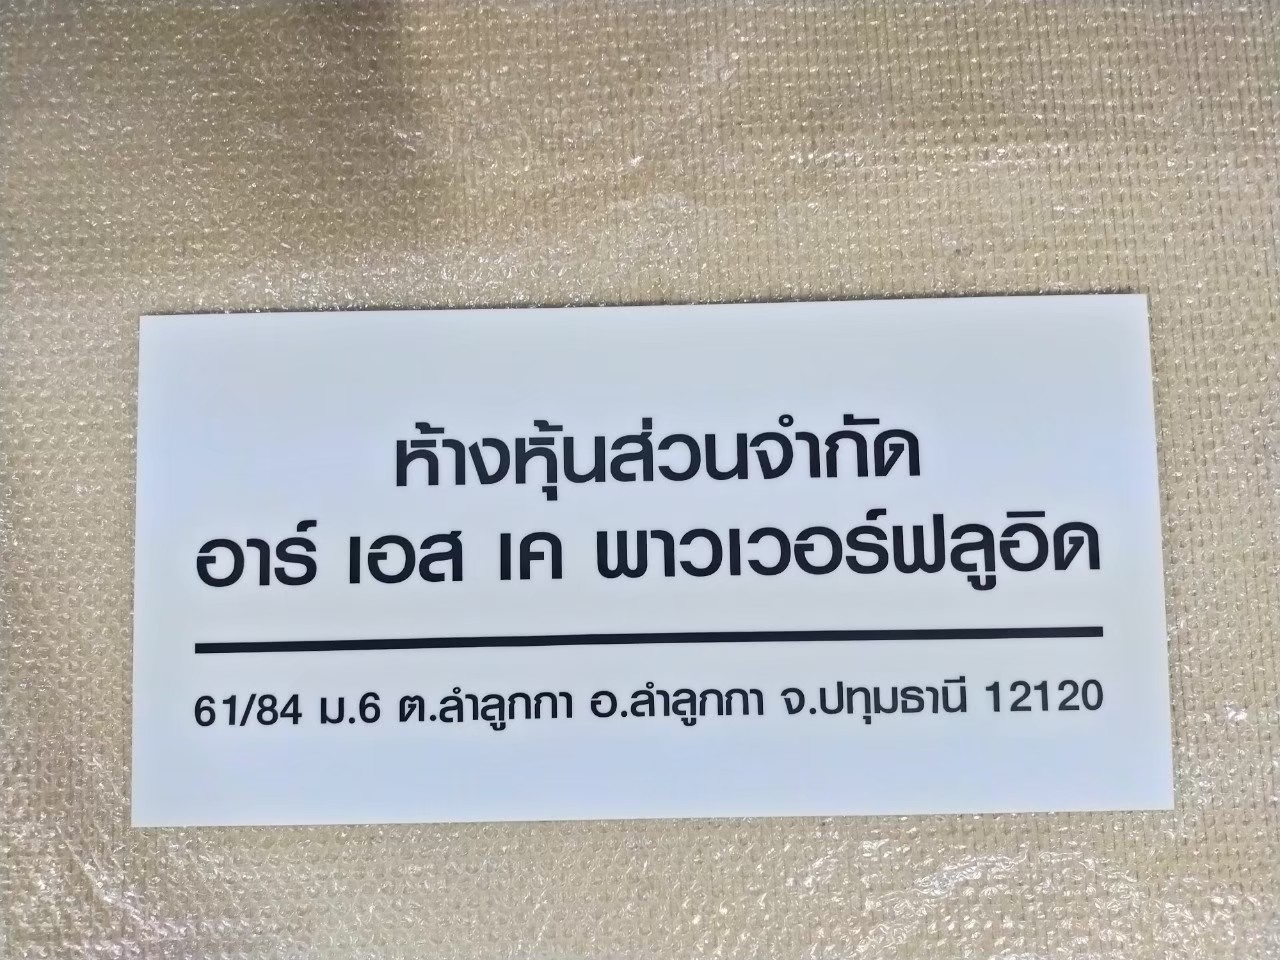 ห้างหุ้นส่วนจำกัด
อาร์ เอส เค พาวเวอร์ฟลูอิด
61/84 ม.6 ต.ลำลูกกา อ.ลำลูกกา จ.ปทุมธานี 12120